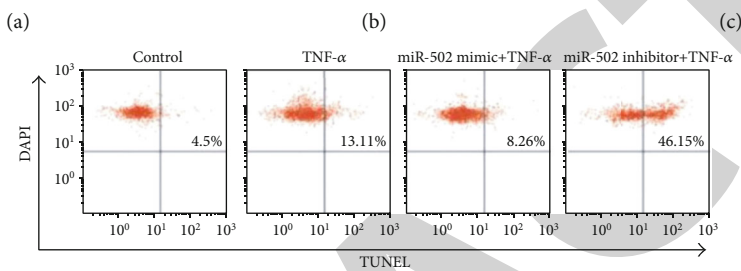 (a) (b) (c)
Control TNF-α miR-502 mimic+TNF-α miR-502 inhibitor+TNF-α
10³
10²
10¹
10⁰
DAPI
4.5% 13.11% 8.26% 46.15%
10⁰ 10¹ 10² 10³ 10⁰ 10¹ 10² 10³ 10⁰ 10¹ 10² 10³ 10⁰ 10¹ 10² 10³
TUNEL